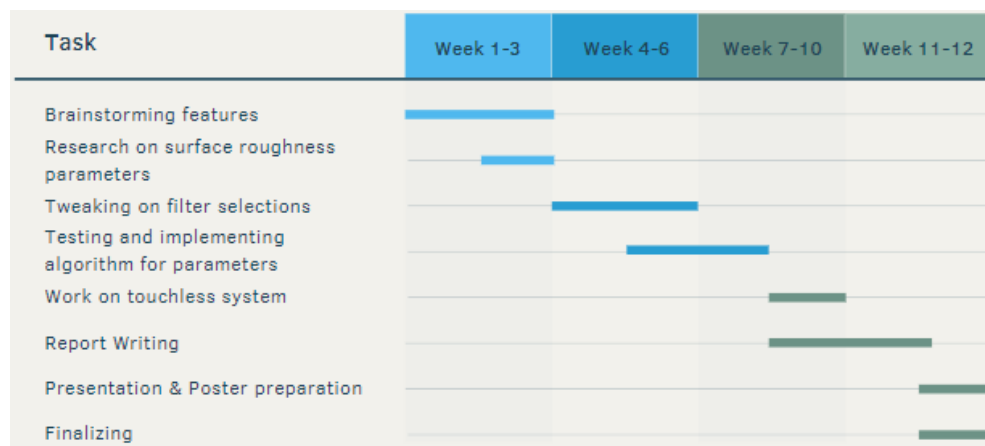 Task
Week 1-3
Week 4-6
Week 7-10
Week 11-12
Brainstorming features
Research on surface roughness
parameters
Tweaking on filter selections
Testing and implementing
algorithm for parameters
Work on touchless system
Report Writing
Presentation & Poster preparation
Finalizing